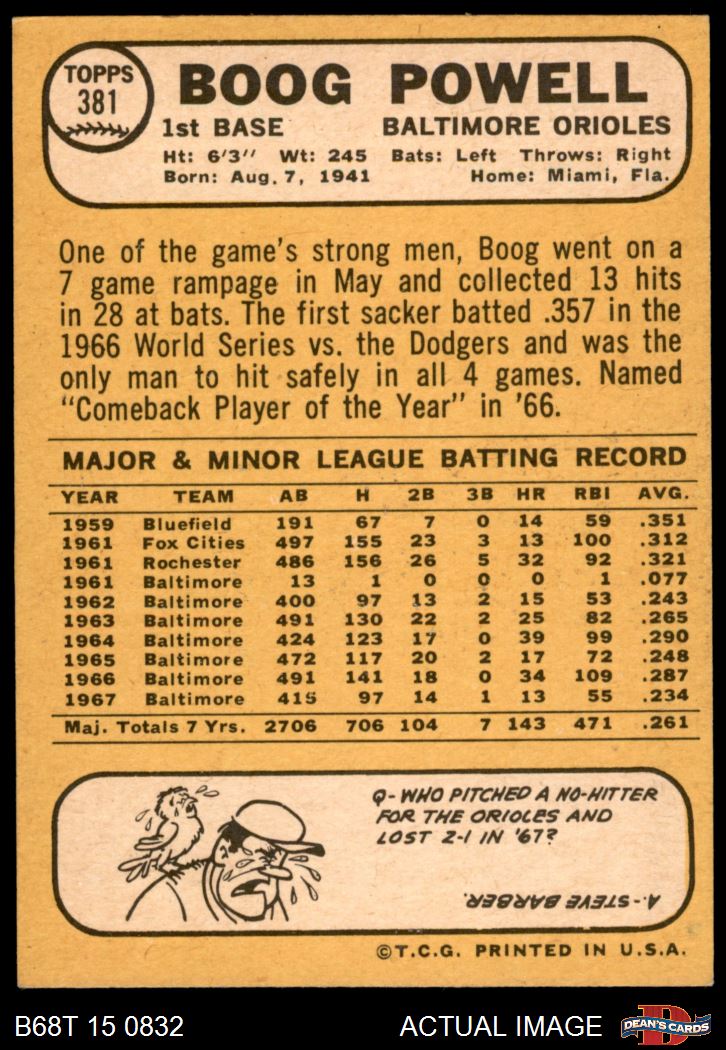 TOPPS
381
BOOG POWELL
1st BASE BALTIMORE ORIOLES
Ht: 6'3" Wt: 245 Bats: Left Throws: Right
Born: Aug. 7, 1941 Home: Miami, Fla.
One of the game's strong men, Boog went on a
7 game rampage in May and collected 13 hits
in 28 at bats. The first sacker batted .357 in the
1966 World Series vs. the Dodgers and was the
only man to hit safely in all 4 games. Named
"Comeback Player of the Year" in '66.
MAJOR & MINOR LEAGUE BATTING RECORD
YEAR TEAM AB H 2B 3B HR RBI AVG.
1959 Bluefield 191 67 7 0 14 59 .351
1961 Fox Cities 497 155 23 3 13 100 .312
1961 Rochester 486 156 26 5 32 92 .321
1961 Baltimore 13 1 0 0 0 1 .077
1962 Baltimore 400 97 13 2 15 53 .243
1963 Baltimore 491 130 22 2 25 82 .265
1964 Baltimore 424 123 17 0 39 99 .290
1965 Baltimore 472 117 20 2 17 72 .248
1966 Baltimore 491 141 18 0 34 109 .287
1967 Baltimore 415 97 14 1 13 55 .234
Maj. Totals 7 Yrs. 2706 706 104 7 143 471 .261
Q- WHO PITCHED A NO-HITTER
FOR THE ORIOLES AND
LOST 2-1 IN '67?
A- STEVE BARBER.
©T.C.G. PRINTED IN U.S.A.
B68T 15 0832 ACTUAL IMAGE DEAN'S CARDS